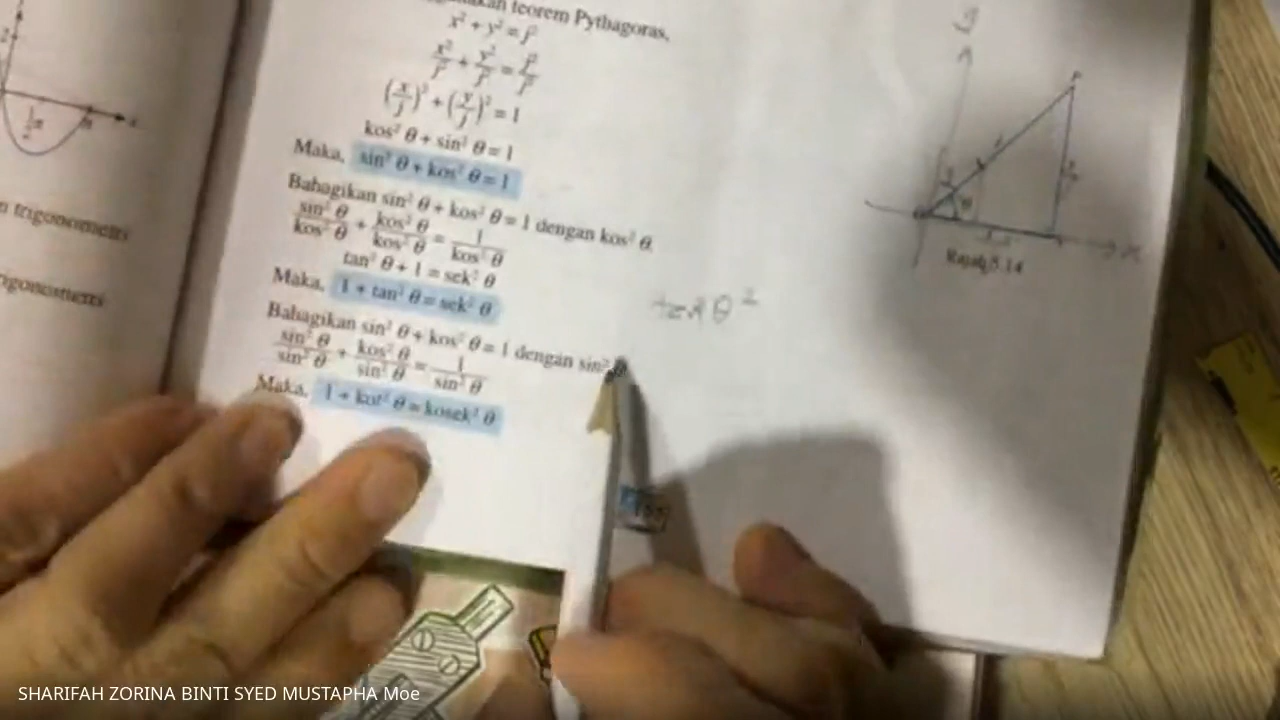 teorem Pythagoras,
x² + y² = j²
x²/j² + y²/j² = j²/j²
(x/j)² + (y/j)² = 1
kos² θ + sin² θ = 1
Maka, sin² θ + kos² θ = 1
Bahagikan sin² θ + kos² θ = 1 dengan kos² θ.
sin² θ/kos² θ + kos² θ/kos² θ = 1/kos² θ
tan² θ + 1 = sek² θ
Maka, 1 + tan² θ = sek² θ
Bahagikan sin² θ + kos² θ = 1 dengan sin²
sin² θ/sin² θ + kos² θ/sin² θ = 1/sin² θ
Maka, 1 + kot² θ = kosek² θ
y
θ
x
Rajah 5.14
θ²
trigonometri
SHARIFAH ZORINA BINTI SYED MUSTAPHA Moe